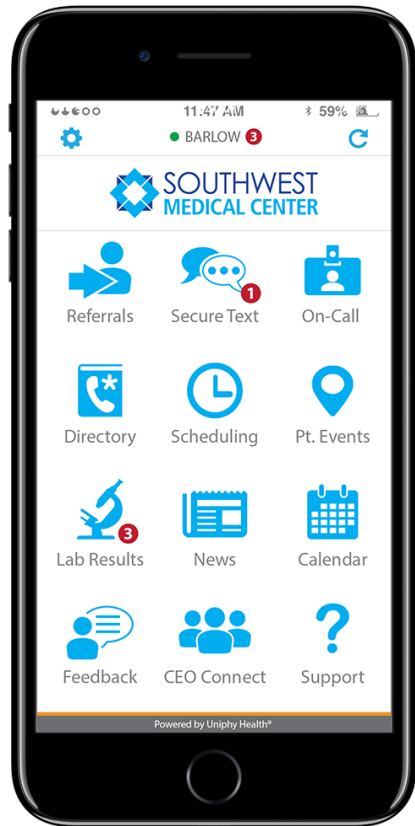 11:47 AM
59%
BARLOW 3
SOUTHWEST
MEDICAL CENTER
Referrals
Secure Text 1
On-Call
Directory
Scheduling
Pt. Events
Lab Results 3
News
Calendar
Feedback
CEO Connect
Support
Powered by Uniphy Health®